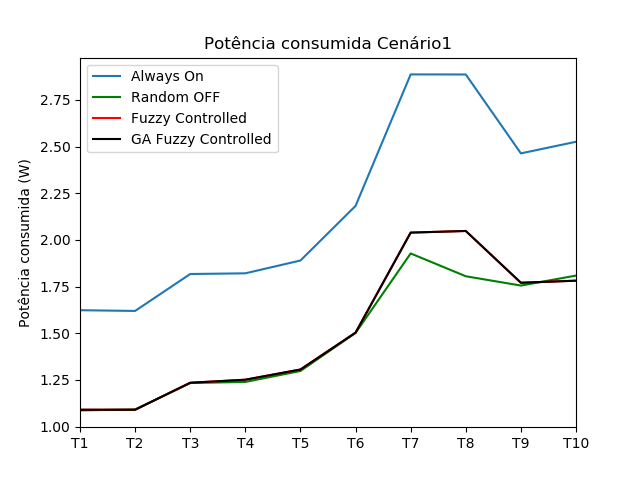 Potência consumida Cenário1
Always On
Random OFF
Fuzzy Controlled
GA Fuzzy Controlled
Potência consumida (W)
2.75
2.50
2.25
2.00
1.75
1.50
1.25
1.00
T1 T2 T3 T4 T5 T6 T7 T8 T9 T10